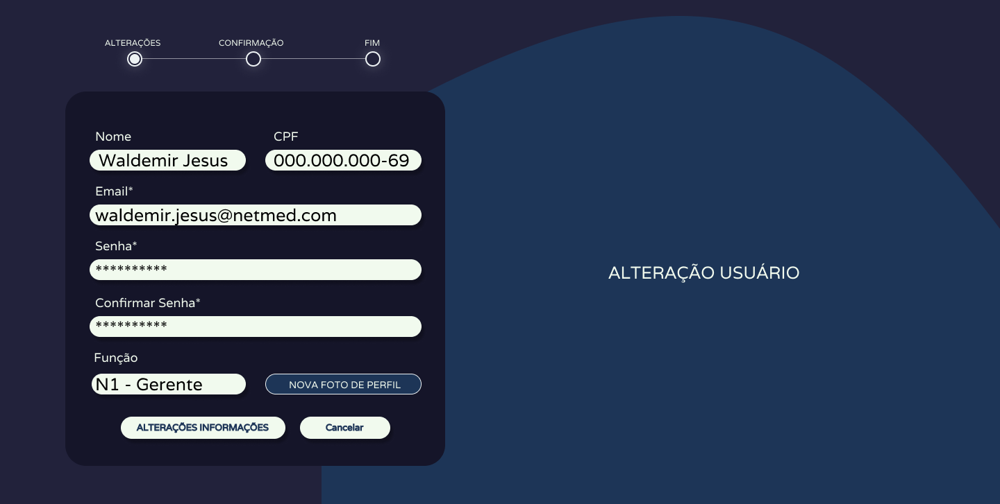 ALTERAÇÕES CONFIRMAÇÃO FIM
Nome CPF
Waldemir Jesus 000.000.000-69
Email*
waldemir.jesus@netmed.com
Senha*
**********
ALTERAÇÃO USUÁRIO
Confirmar Senha*
**********
Função
N1 - Gerente NOVA FOTO DE PERFIL
ALTERAÇÕES INFORMAÇÕES Cancelar